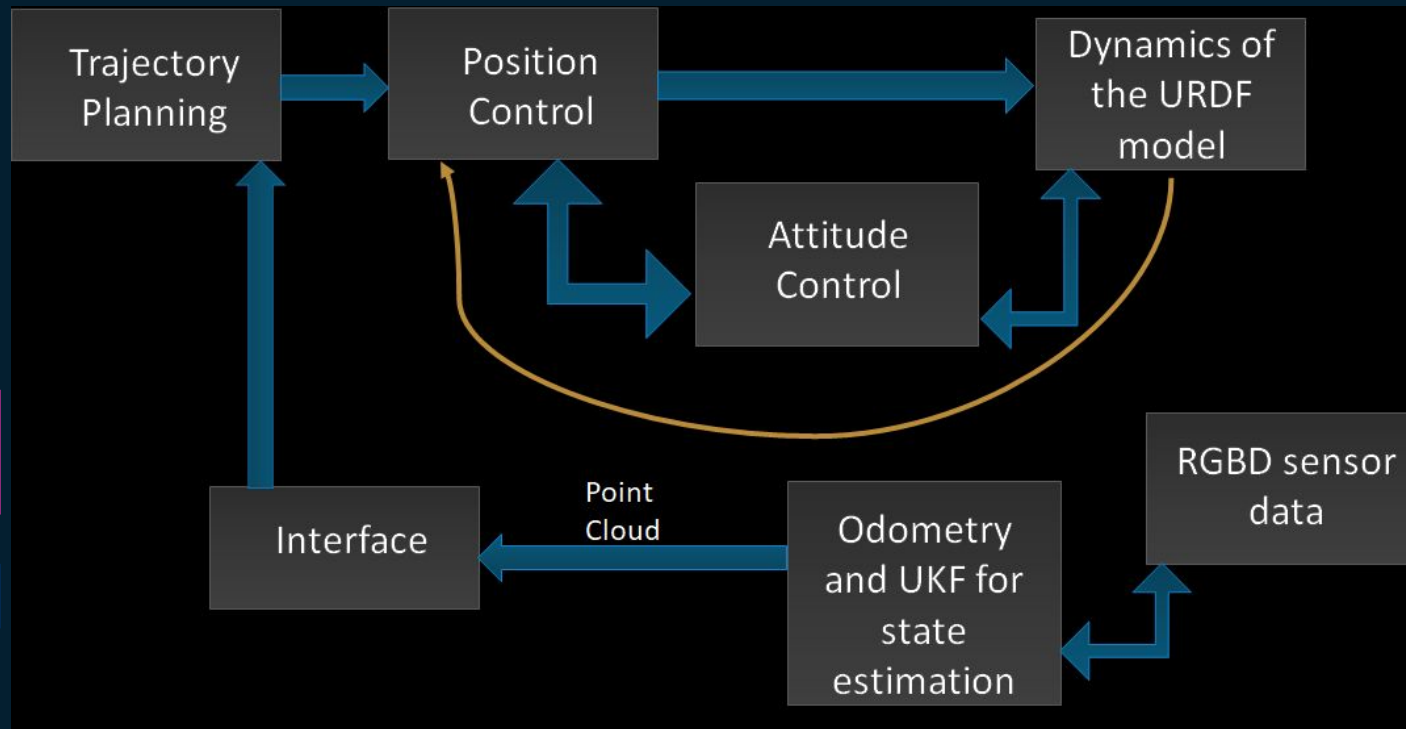 Trajectory
Planning
Position
Control
Dynamics of
the URDF
model
Attitude
Control
Interface
Point
Cloud
Odometry
and UKF for
state
estimation
RGBD sensor
data